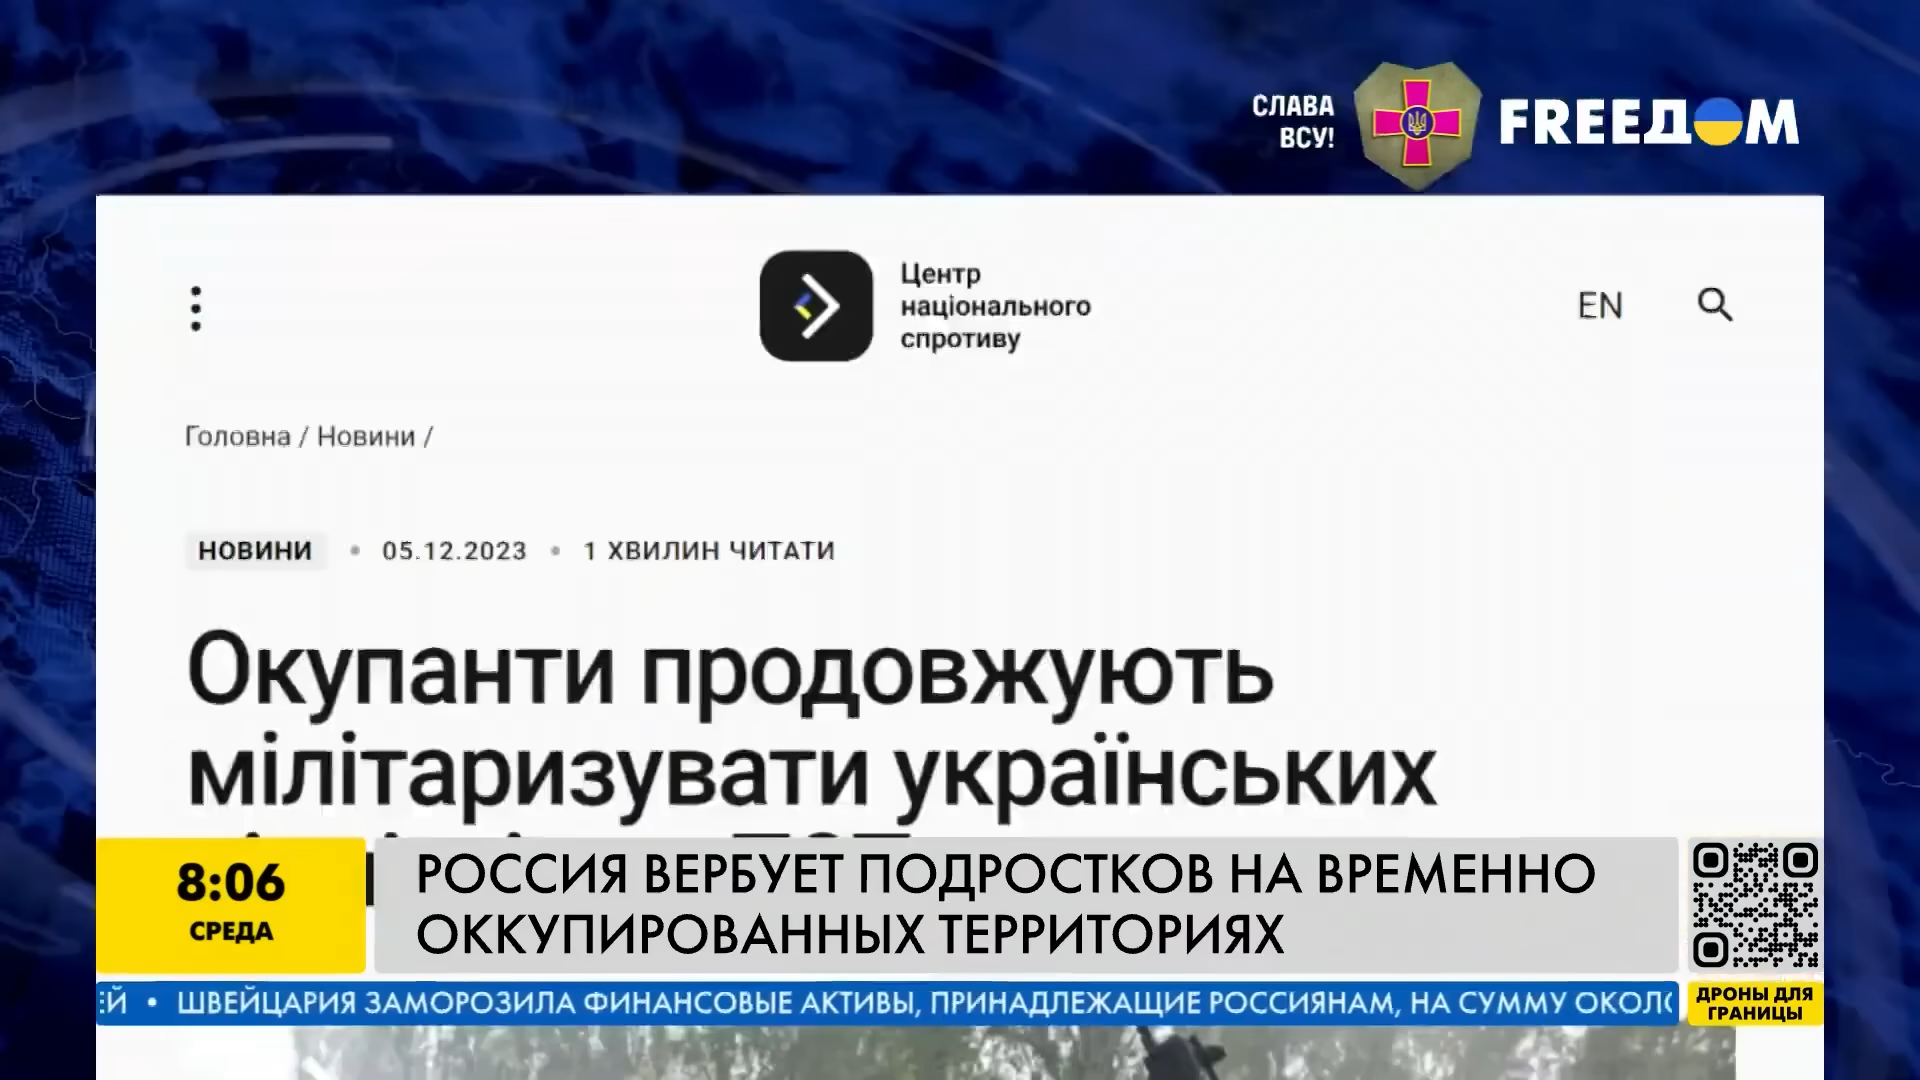 СЛАВА
ВСУ!
FREEДОМ
Центр
національного
спротиву
EN
Головна / Новини /
НОВИНИ • 05.12.2023 • 1 ХВИЛИН ЧИТАТИ
Окупанти продовжують
мілітаризувати українських
8:06
СРЕДА
РОССИЯ ВЕРБУЕТ ПОДРОСТКОВ НА ВРЕМЕННО
ОККУПИРОВАННЫХ ТЕРРИТОРИЯХ
• ШВЕЙЦАРИЯ ЗАМОРОЗИЛА ФИНАНСОВЫЕ АКТИВЫ, ПРИНАДЛЕЖАЩИЕ РОССИЯНАМ, НА СУММУ
ДРОНЫ ДЛЯ
ГРАНИЦЫ